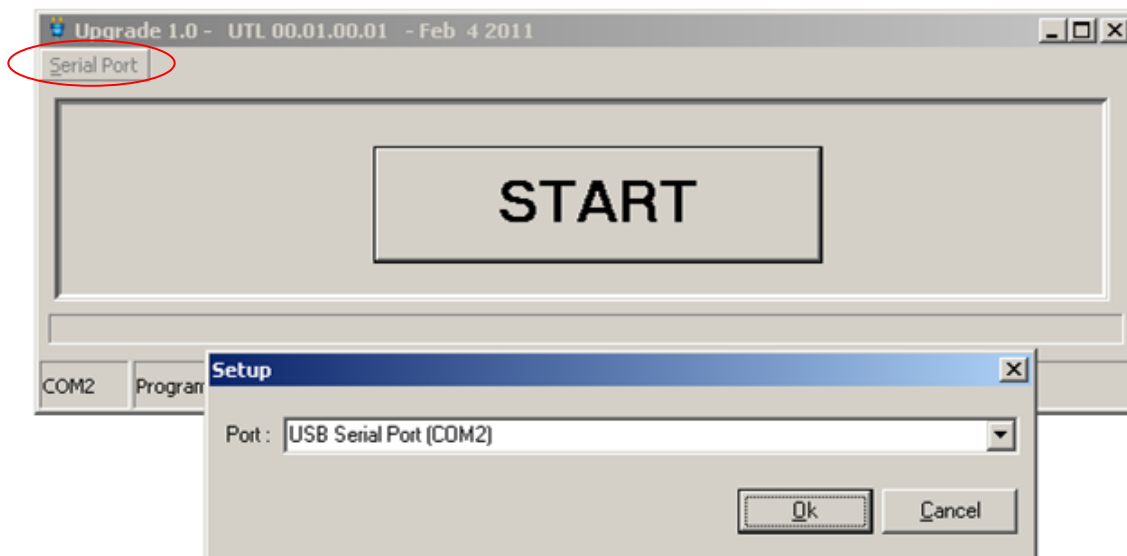 Upgrade 1.0 - UTL 00.01.00.01 - Feb 4 2011
Serial Port
START
COM2
Setup
Port : USB Serial Port (COM2)
Ok Cancel